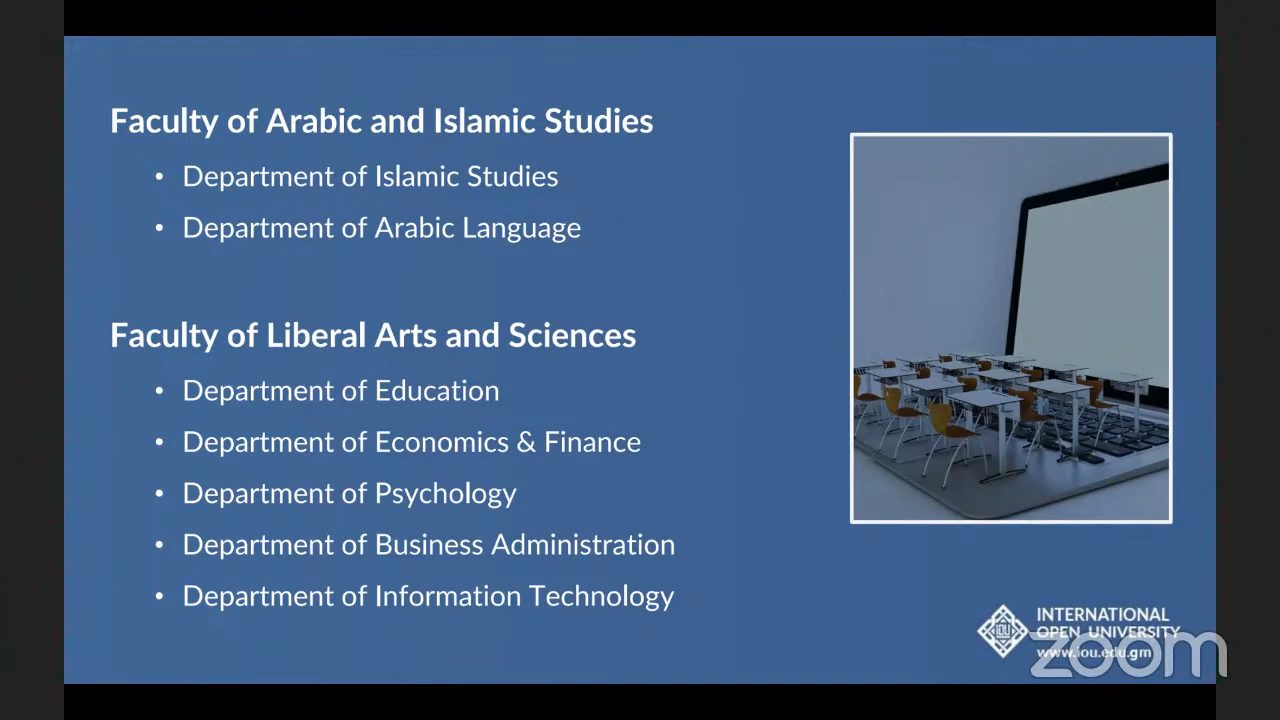 Faculty of Arabic and Islamic Studies
• Department of Islamic Studies
• Department of Arabic Language
Faculty of Liberal Arts and Sciences
• Department of Education
• Department of Economics & Finance
• Department of Psychology
• Department of Business Administration
• Department of Information Technology
IOU
INTERNATIONAL
OPEN UNIVERSITY
www.iou.edu.gm
zoom